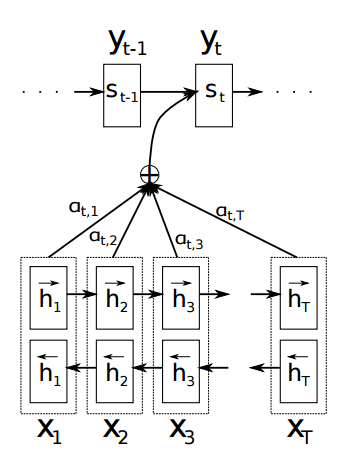 y_{t-1} y_t
. . . s_{t-1} s_t . . .
+
a_{t,1} a_{t,2} a_{t,3} a_{t,T}
\overrightarrow{h}_1 \overrightarrow{h}_2 \overrightarrow{h}_3 \overrightarrow{h}_T
\overleftarrow{h}_1 \overleftarrow{h}_2 \overleftarrow{h}_3 \overleftarrow{h}_T
x_1 x_2 x_3 x_T